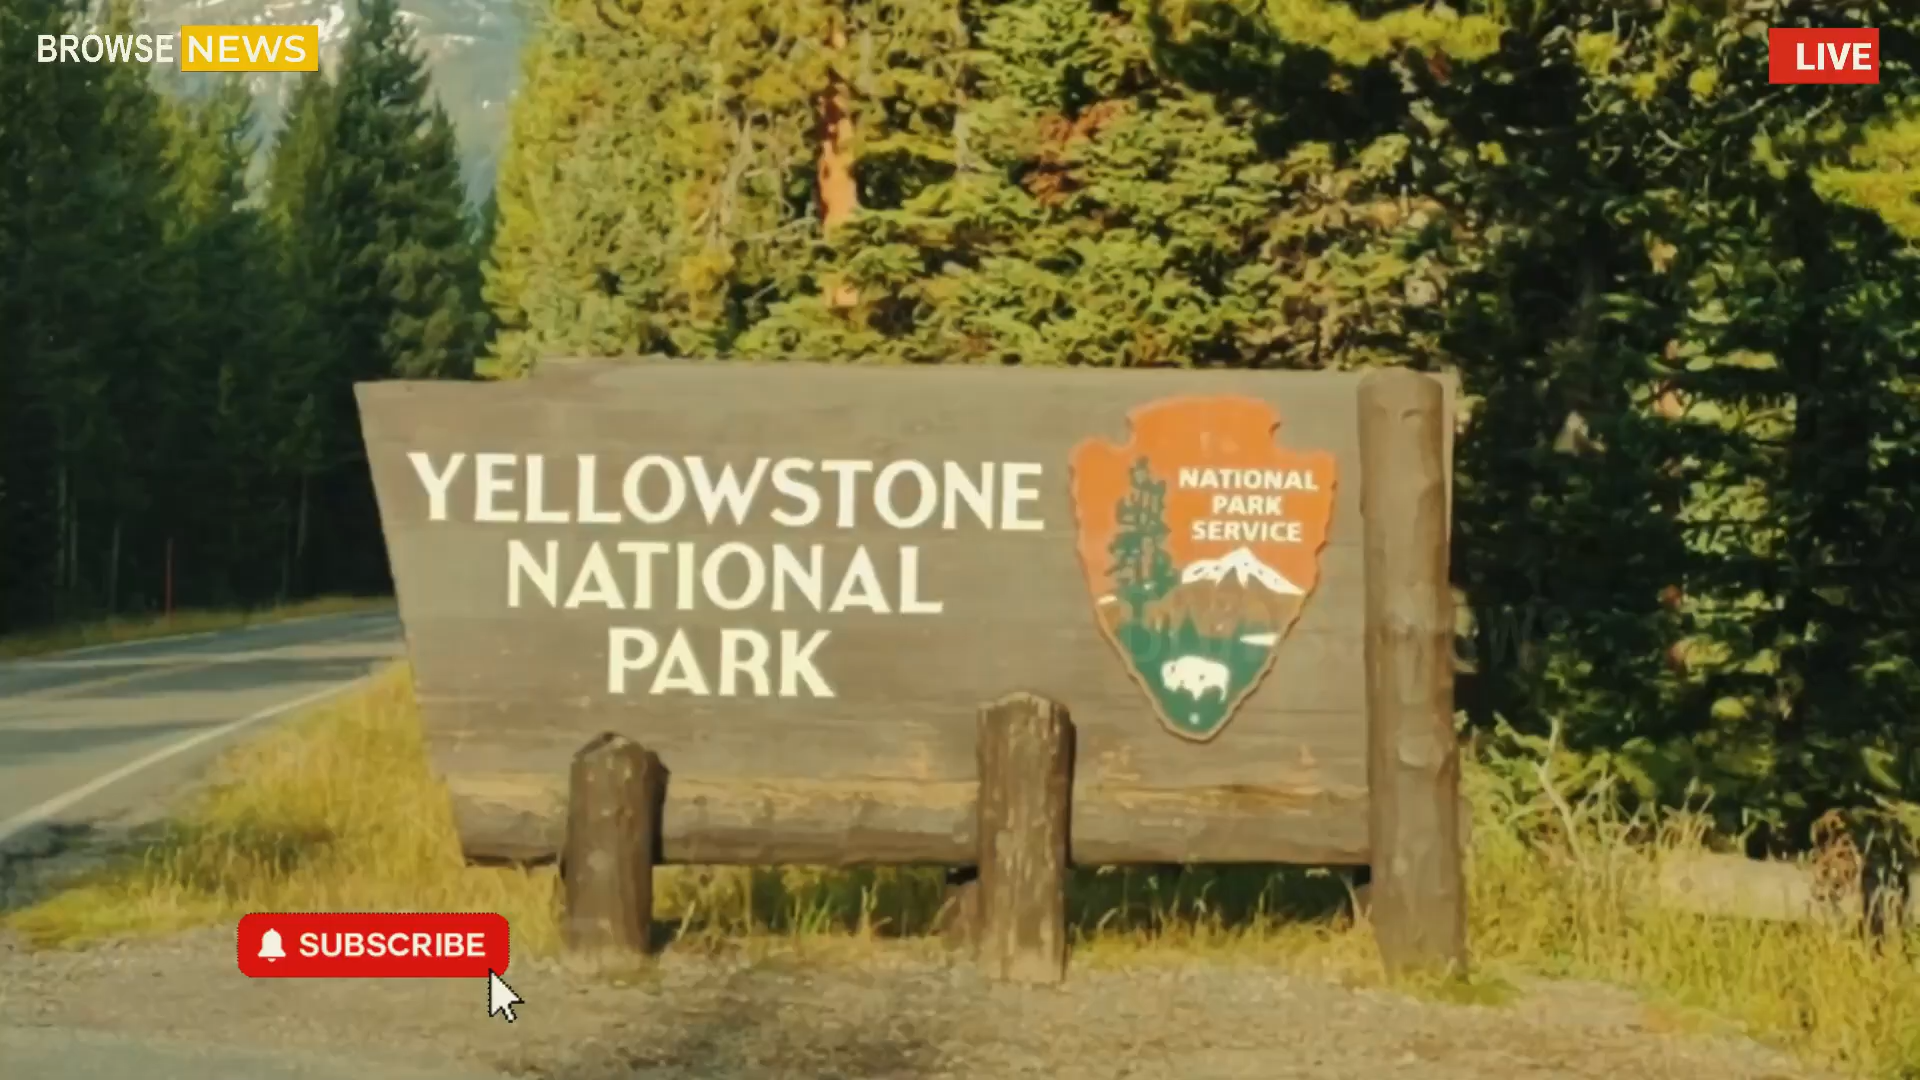 BROWSE NEWS
LIVE
YELLOWSTONE
NATIONAL
PARK
NATIONAL
PARK
SERVICE
SUBSCRIBE